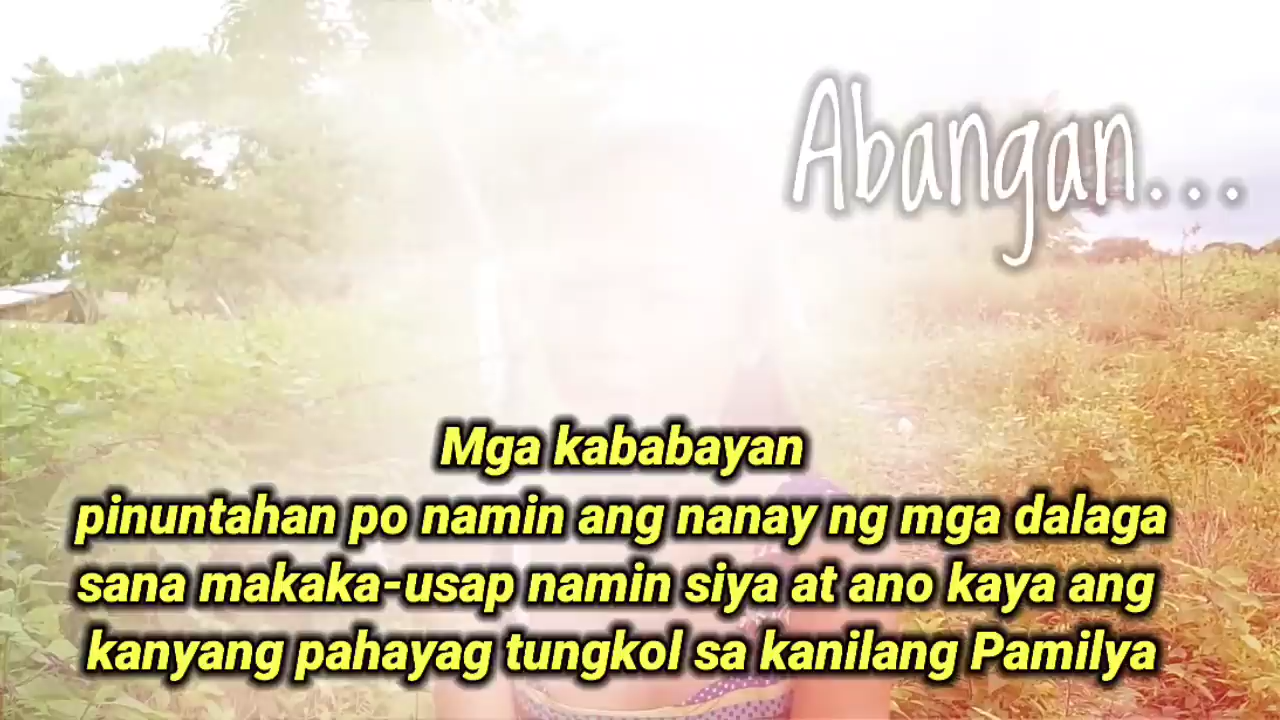 Abangan...
Mga kababayan
pinuntahan po namin ang nanay ng mga dalaga
sana makaka-usap namin siya at ano kaya ang
kanyang pahayag tungkol sa kanilang Pamilya